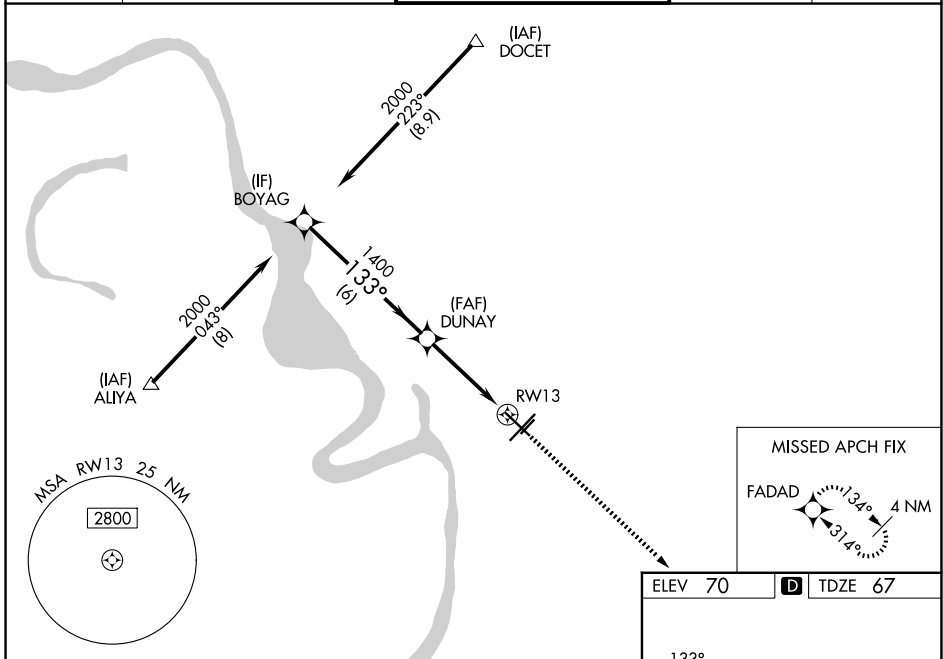 (IAF)
DOCET
2000
223°
(8.9)
(IF)
BOYAG
1400
133°
(6)
(FAF)
DUNAY
2000
043°
(8)
(IAF)
ALIYA
RW13
MSA RW13 25 NM
2800
MISSED APCH FIX
FADAD
134°
4 NM
314°
ELEV 70
D
TDZE 67
133°